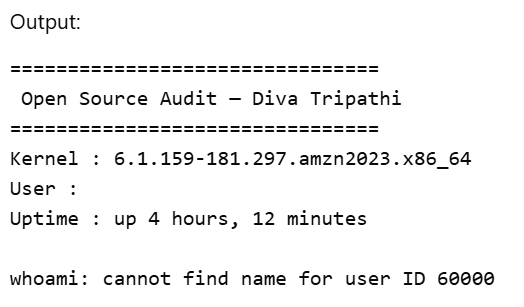 Output:
================================
Open Source Audit — Diva Tripathi
================================
Kernel : 6.1.159-181.297.amzn2023.x86_64
User :
Uptime : up 4 hours, 12 minutes
whoami: cannot find name for user ID 60000